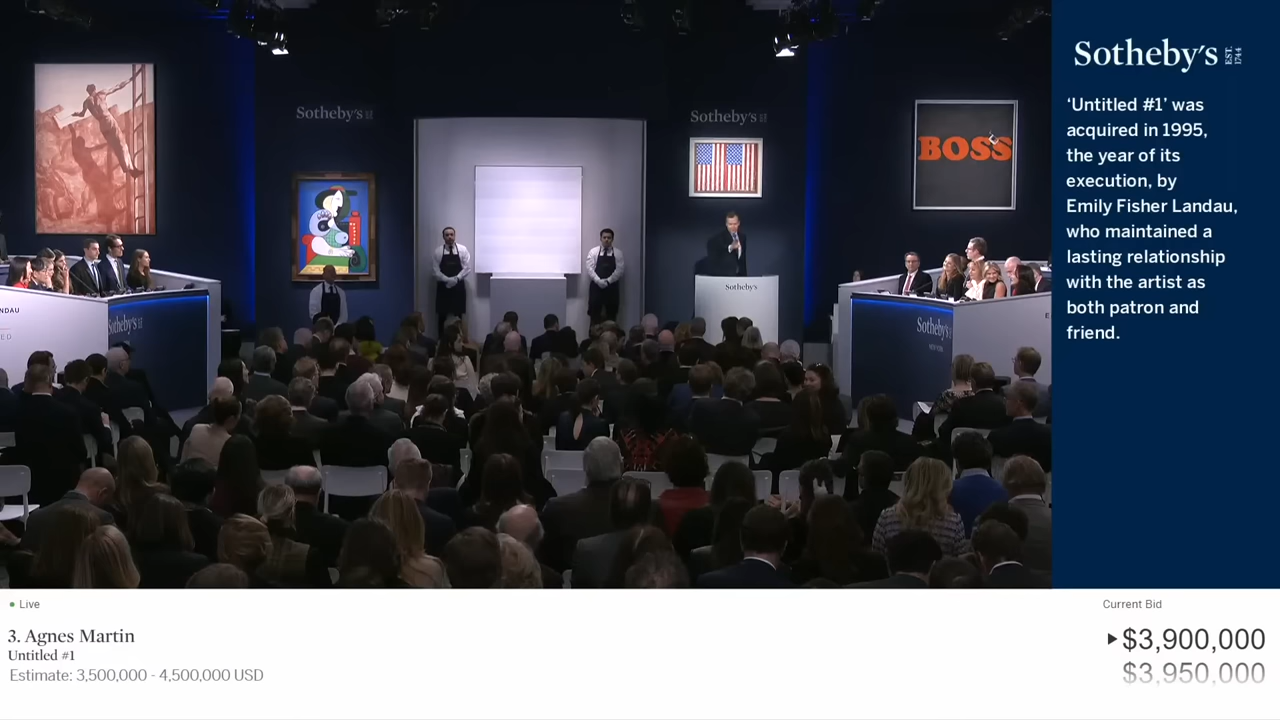 Sotheby's EST. 1744
'Untitled #1' was
acquired in 1995,
the year of its
execution, by
Emily Fisher Landau,
who maintained a
lasting relationship
with the artist as
both patron and
friend.
Sotheby's
Sotheby's
BOSS
Sotheby's
NDAU
ED
Sotheby's
Sotheby's
NEW YORK
E
Live
3. Agnes Martin
Untitled #1
Estimate: 3,500,000 - 4,500,000 USD
Current Bid
$3,900,000
$3,950,000